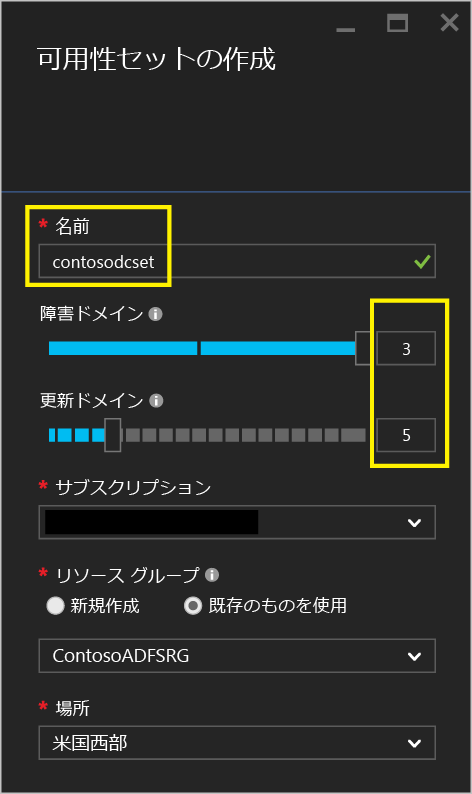 可用性セットの作成
* 名前
contosodcset
障害ドメイン
3
更新ドメイン
5
* サブスクリプション
* リソース グループ
新規作成 既存のものを使用
ContosoADFSRG
* 場所
米国西部